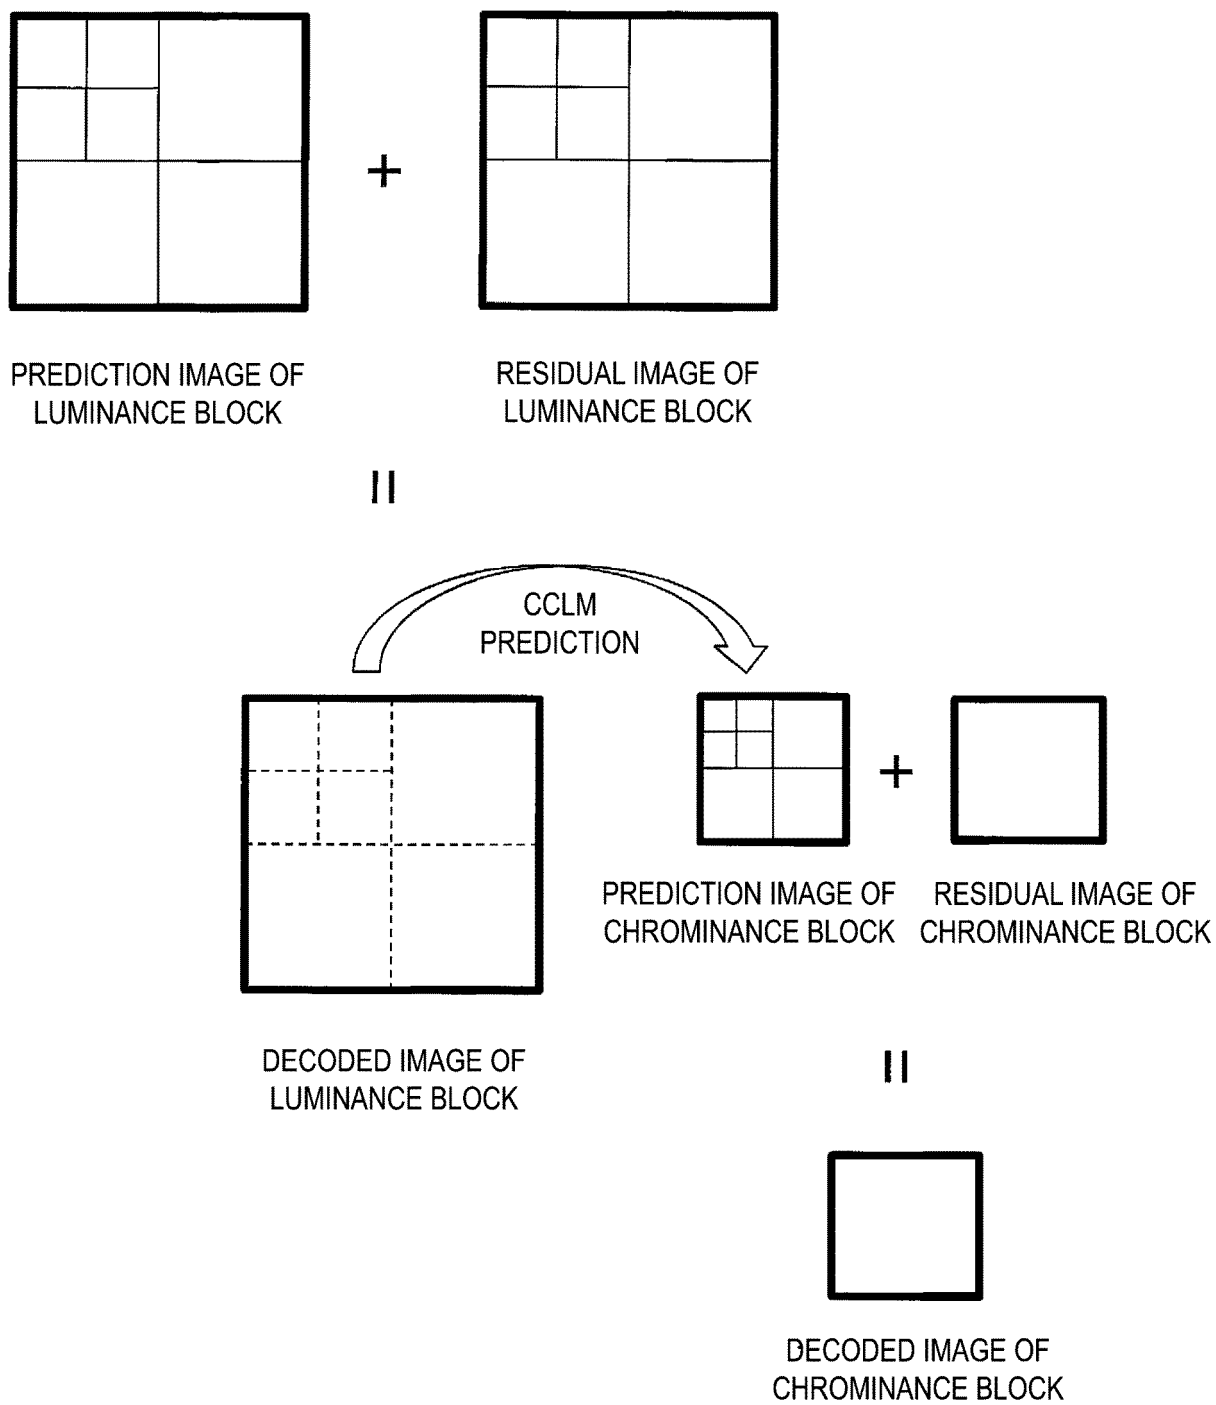 +
PREDICTION IMAGE OF
LUMINANCE BLOCK
RESIDUAL IMAGE OF
LUMINANCE BLOCK
=
CCLM
PREDICTION
+
PREDICTION IMAGE OF
CHROMINANCE BLOCK
RESIDUAL IMAGE OF
CHROMINANCE BLOCK
DECODED IMAGE OF
LUMINANCE BLOCK
=
DECODED IMAGE OF
CHROMINANCE BLOCK